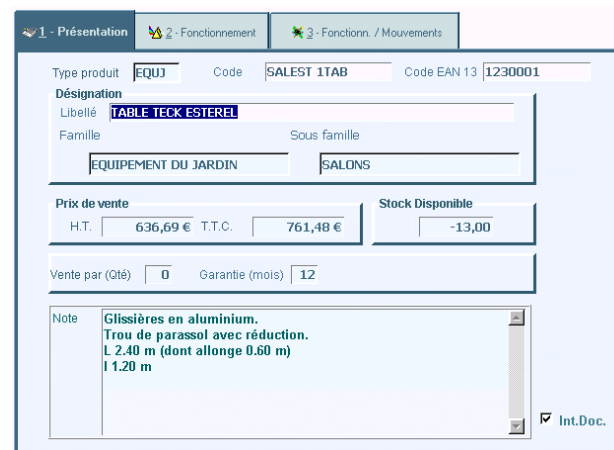 1 - Présentation 2 - Fonctionnement 3 - Fonctionn. / Mouvements
Type produit EQUJ Code SALEST 1TAB Code EAN 13 1230001
Désignation
Libellé TABLE TECK ESTEREL
Famille Sous famille
EQUIPEMENT DU JARDIN SALONS
Prix de vente Stock Disponible
H.T. 636,69 € T.T.C. 761,48 € -13,00
Vente par (Qté) 0 Garantie (mois) 12
Note Glissières en aluminium.
Trou de parassol avec réduction.
L 2.40 m (dont allonge 0.60 m)
l 1.20 m
Int.Doc.